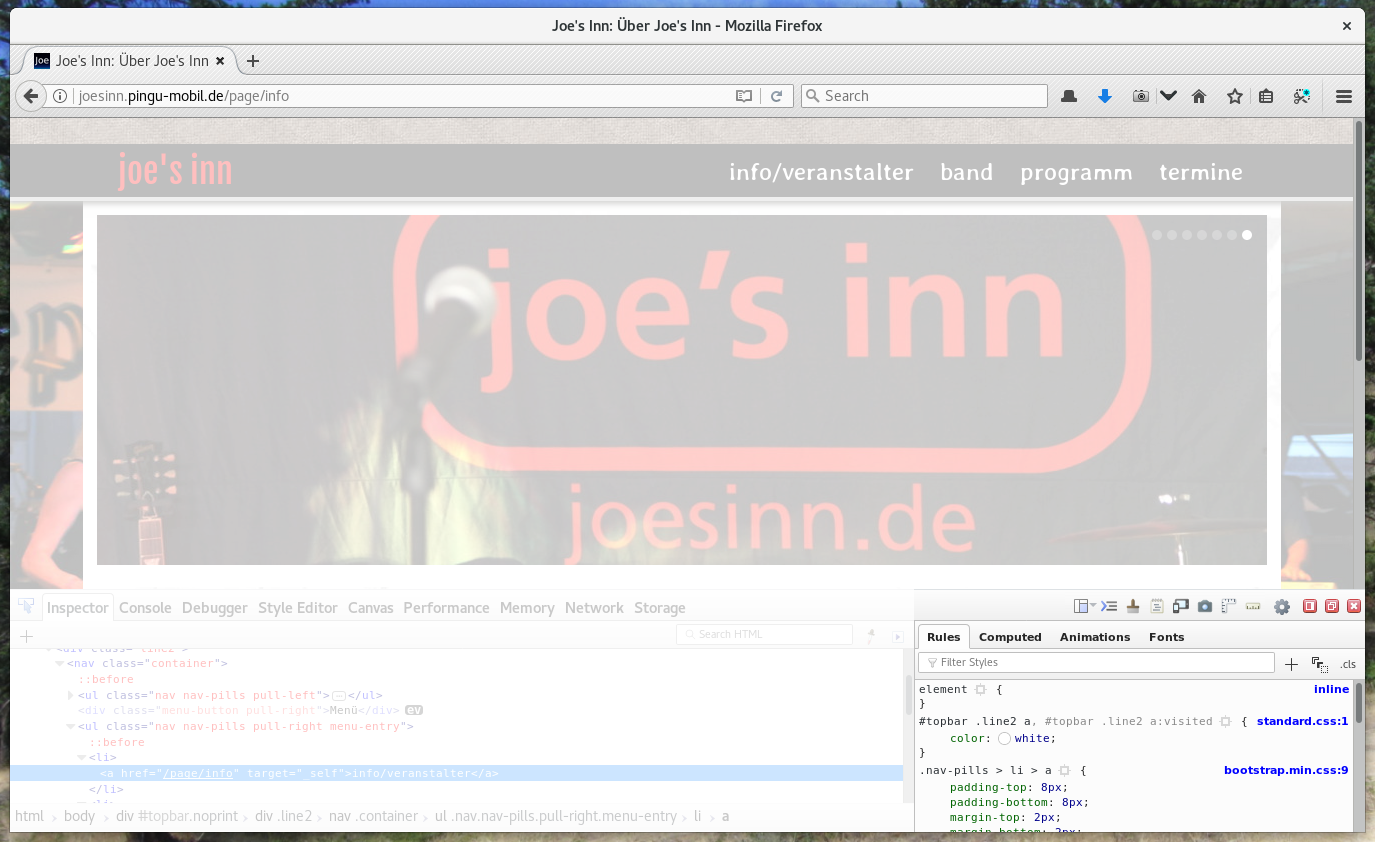 Joe's Inn: Über Joe's Inn - Mozilla Firefox
Joe
Joe's Inn: Über Joe's Inn
joesinn.pingu-mobil.de/page/info
Search
joe's inn
info/veranstalter band programm termine
joe's inn
joesinn.de
Inspector Console Debugger Style Editor Canvas Performance Memory Network Storage
Search HTML
<div class="line2">
<nav class="container">
::before
<ul class="nav nav-pills pull-left"></ul>
<div class="menu-button pull-right">Menü</div> ev
<ul class="nav nav-pills pull-right menu-entry">
::before
<li>
<a href="/page/info" target="_self">info/veranstalter</a>
</li>
<li>
html › body › div #topbar.noprint › div .line2 › nav .container › ul .nav.nav-pills.pull-right.menu-entry › li › a
Rules Computed Animations Fonts
Filter Styles
.cls
element { inline
}
#topbar .line2 a, #topbar .line2 a:visited { standard.css:1
color: white;
}
.nav-pills > li > a { bootstrap.min.css:9
padding-top: 8px;
padding-bottom: 8px;
margin-top: 2px;
margin-bottom: 2px;